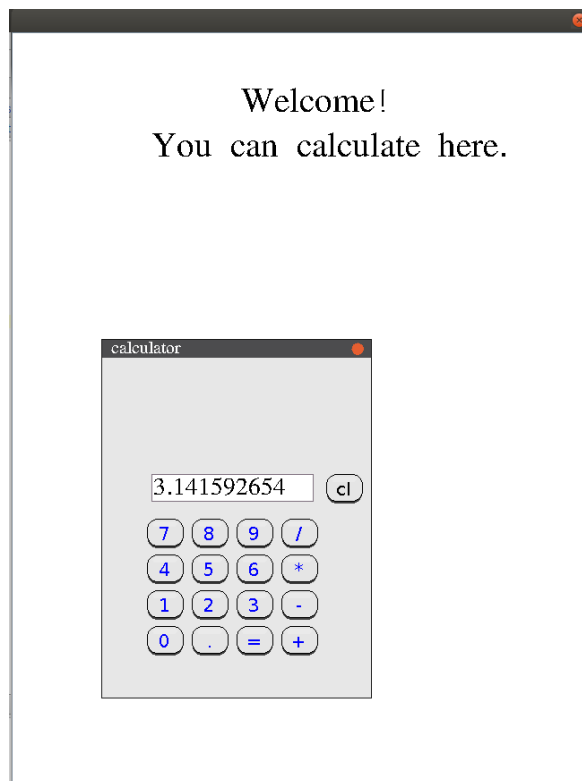 Welcome!
You can calculate here.
calculator
3.141592654 cl
7 8 9 /
4 5 6 *
1 2 3 -
0 . = +